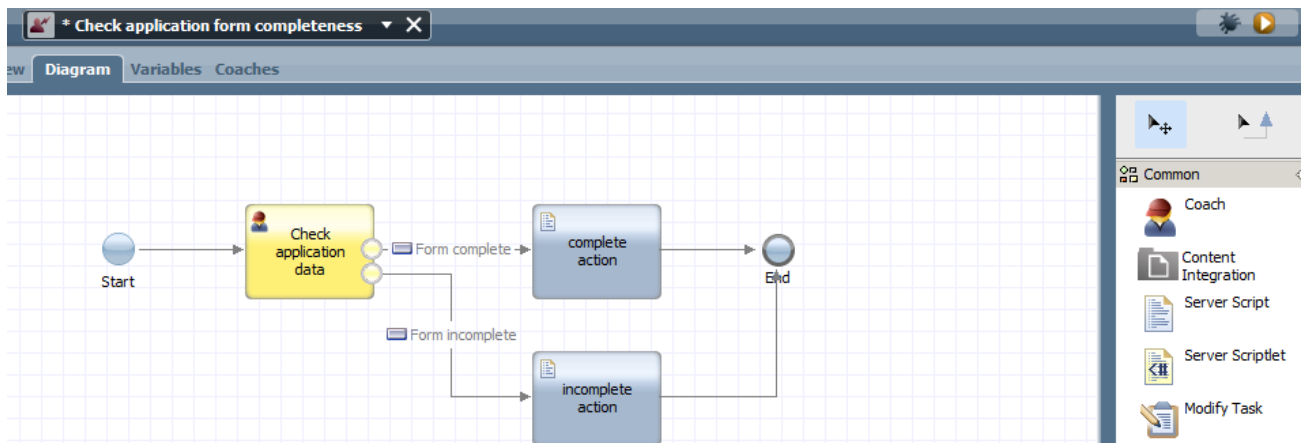 * Check application form completeness
ew Diagram Variables Coaches
Common
Coach
Content
Integration
Server Script
Server Scriptlet
Modify Task
Start
Check
application
data
Form complete
complete
action
End
Form incomplete
incomplete
action